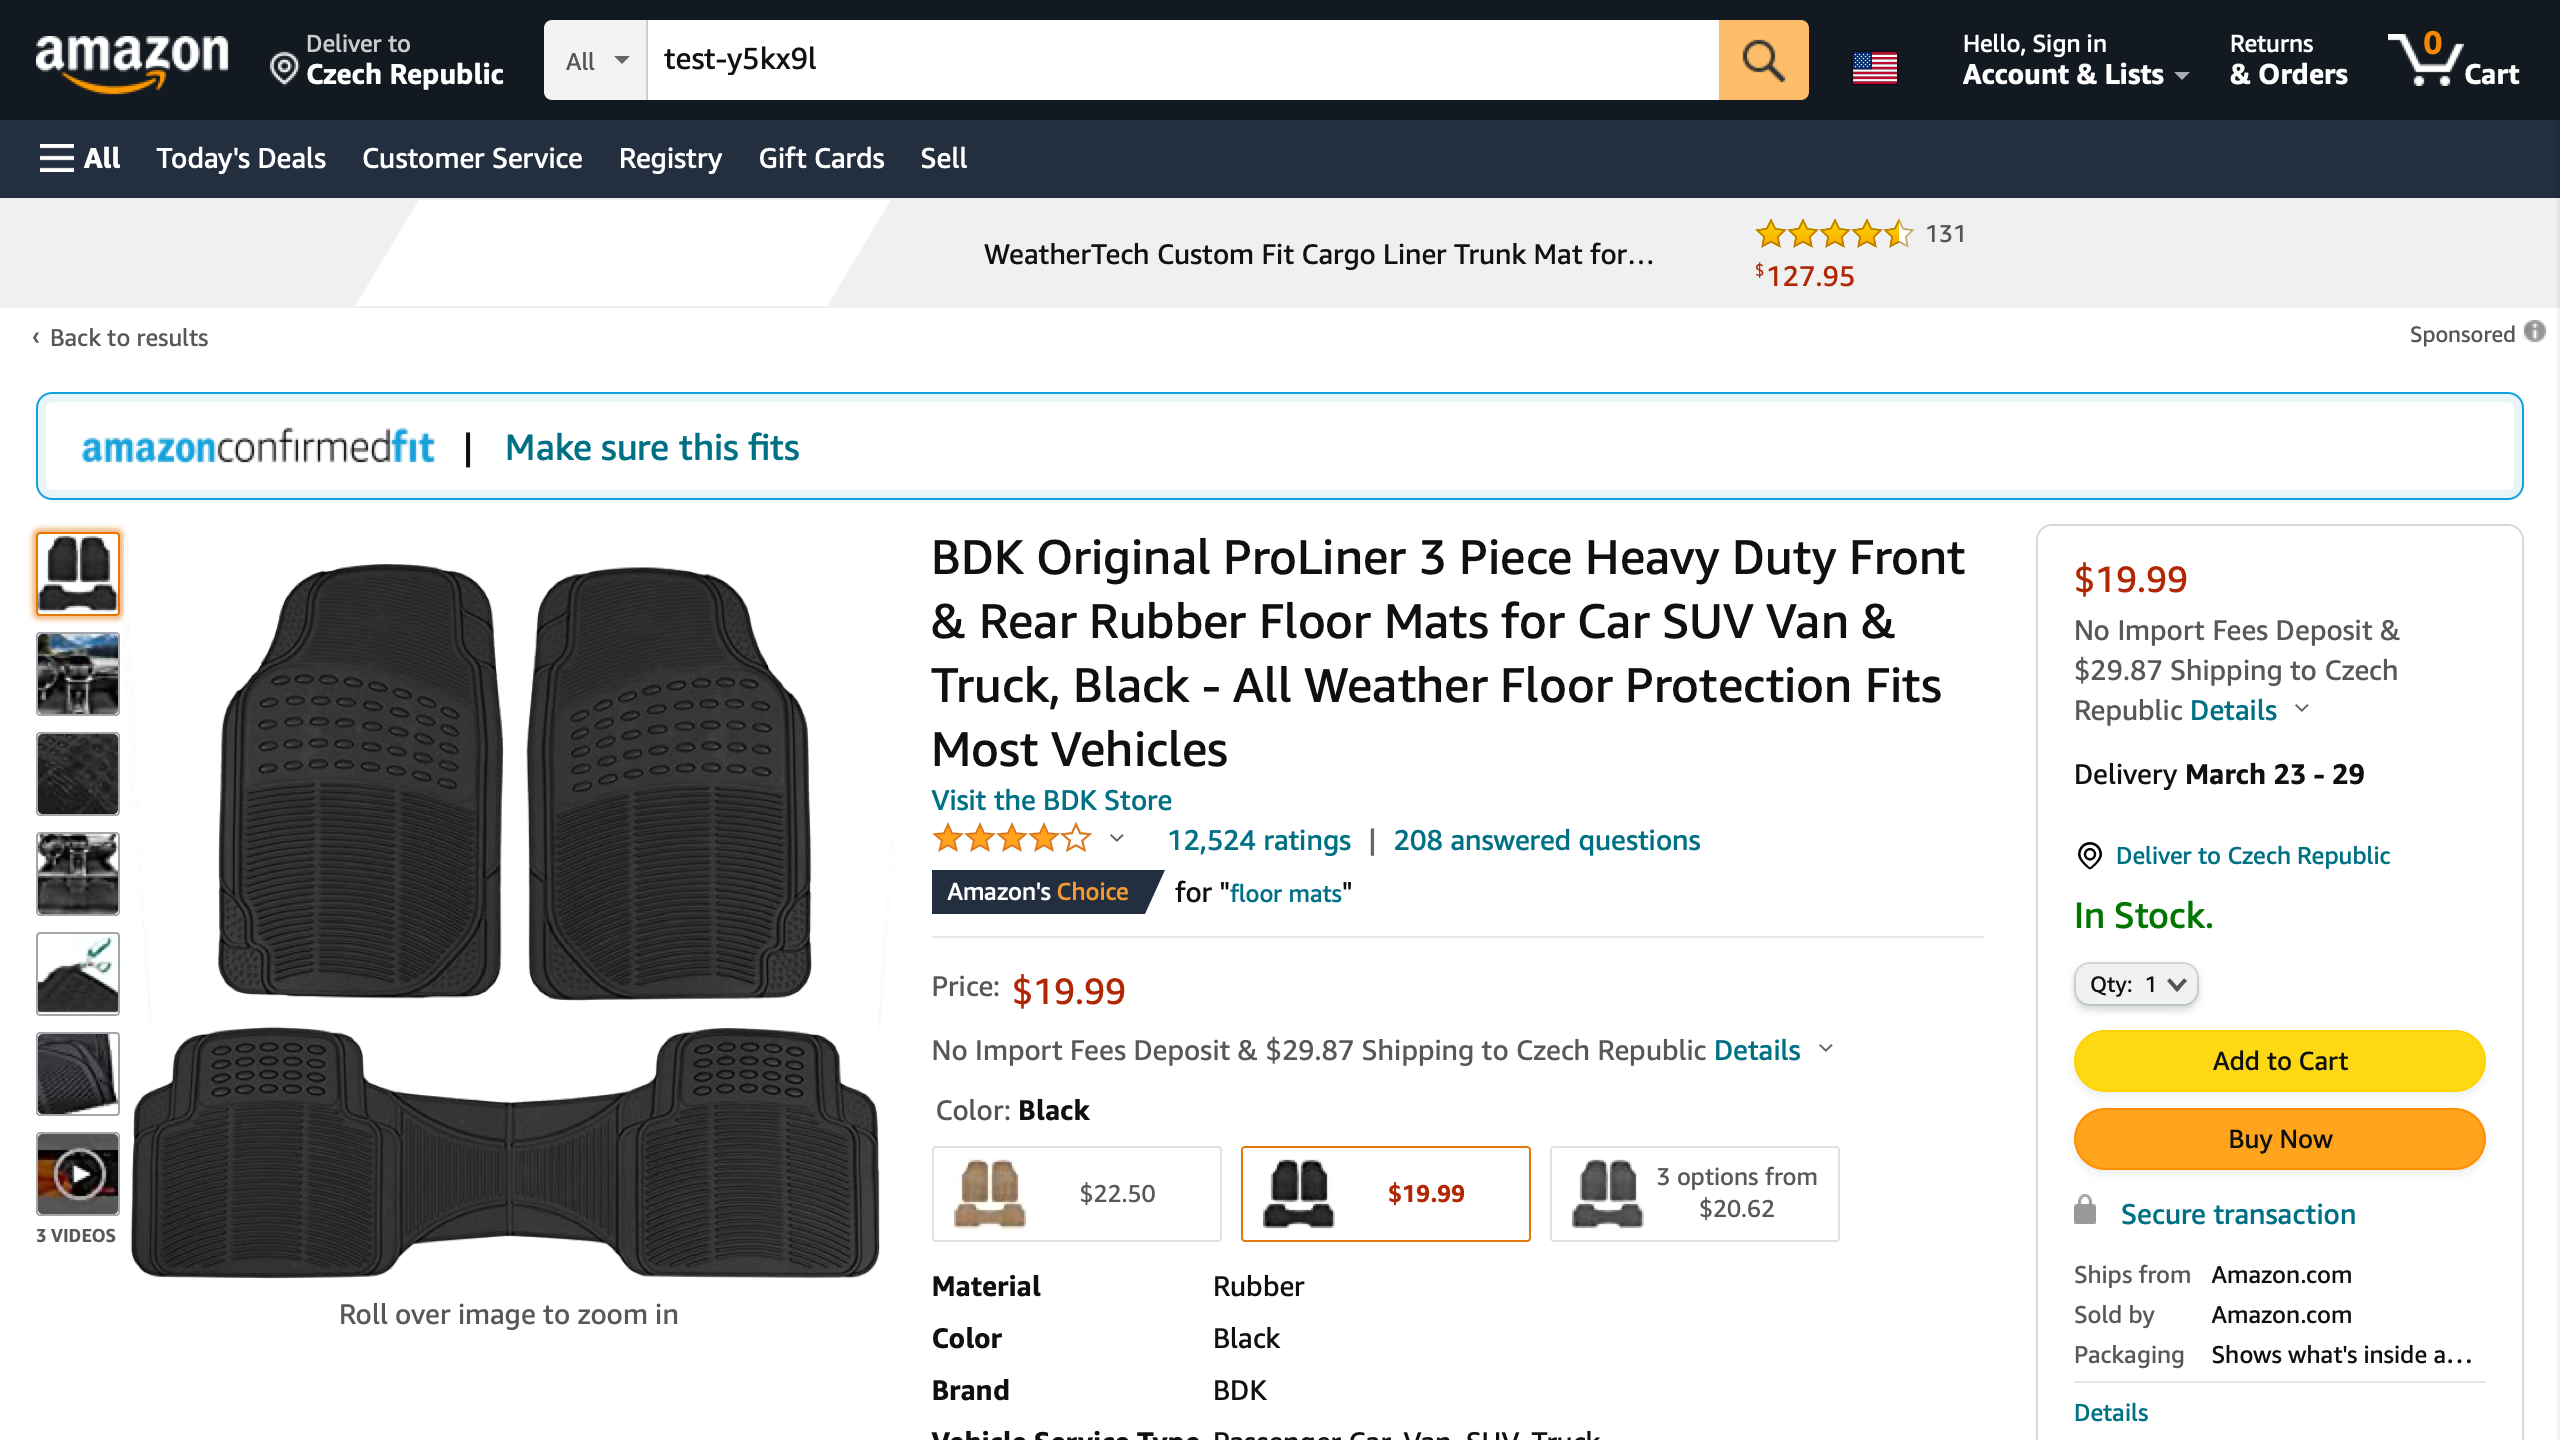 amazon
Deliver to
Czech Republic
All
test-y5kx9l
Hello, Sign in
Account & Lists
Returns
& Orders
0
Cart
All
Today's Deals
Customer Service
Registry
Gift Cards
Sell
WeatherTech Custom Fit Cargo Liner Trunk Mat for…
131
$127.95
‹ Back to results
Sponsored
amazonconfirmedfit | Make sure this fits
BDK Original ProLiner 3 Piece Heavy Duty Front
& Rear Rubber Floor Mats for Car SUV Van &
Truck, Black - All Weather Floor Protection Fits
Most Vehicles
Visit the BDK Store
12,524 ratings | 208 answered questions
Amazon's Choice for "floor mats"
Price: $19.99
No Import Fees Deposit & $29.87 Shipping to Czech Republic Details
Color: Black
$22.50
$19.99
3 options from
$20.62
Material Rubber
Color Black
Brand BDK
Vehicle Service Type Passenger Car, Van, SUV, Truck
3 VIDEOS
Roll over image to zoom in
$19.99
No Import Fees Deposit &
$29.87 Shipping to Czech
Republic Details
Delivery March 23 - 29
Deliver to Czech Republic
In Stock.
Qty: 1
Add to Cart
Buy Now
Secure transaction
Ships from Amazon.com
Sold by Amazon.com
Packaging Shows what's inside a…
Details